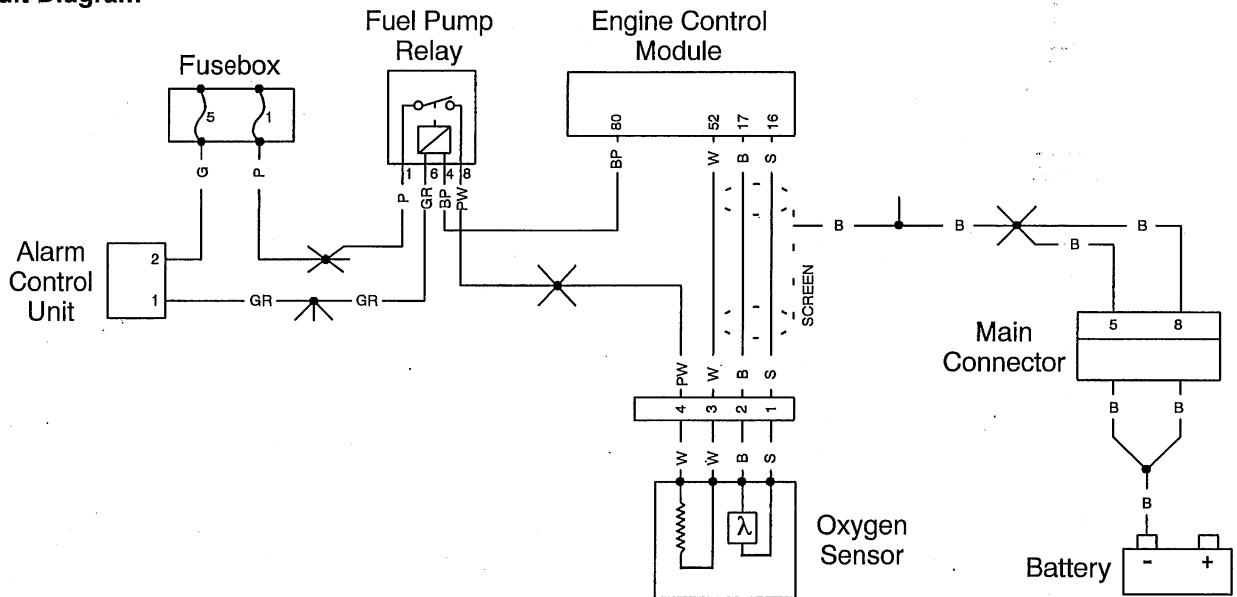 uit Diagram
Fuel Pump
Relay
Engine Control
Module
Fusebox
5
1
80
52
17
16
G
P
1
6
4
8
P
GR
BP
PW
BP
W
B
S
Alarm
Control
Unit
2
1
GR
GR
B
B
B
B
SCREEN
5
8
Main
Connector
PW
W
B
S
4
3
2
1
B
B
W
W
B
S
λ
Oxygen
Sensor
B
Battery
-
+